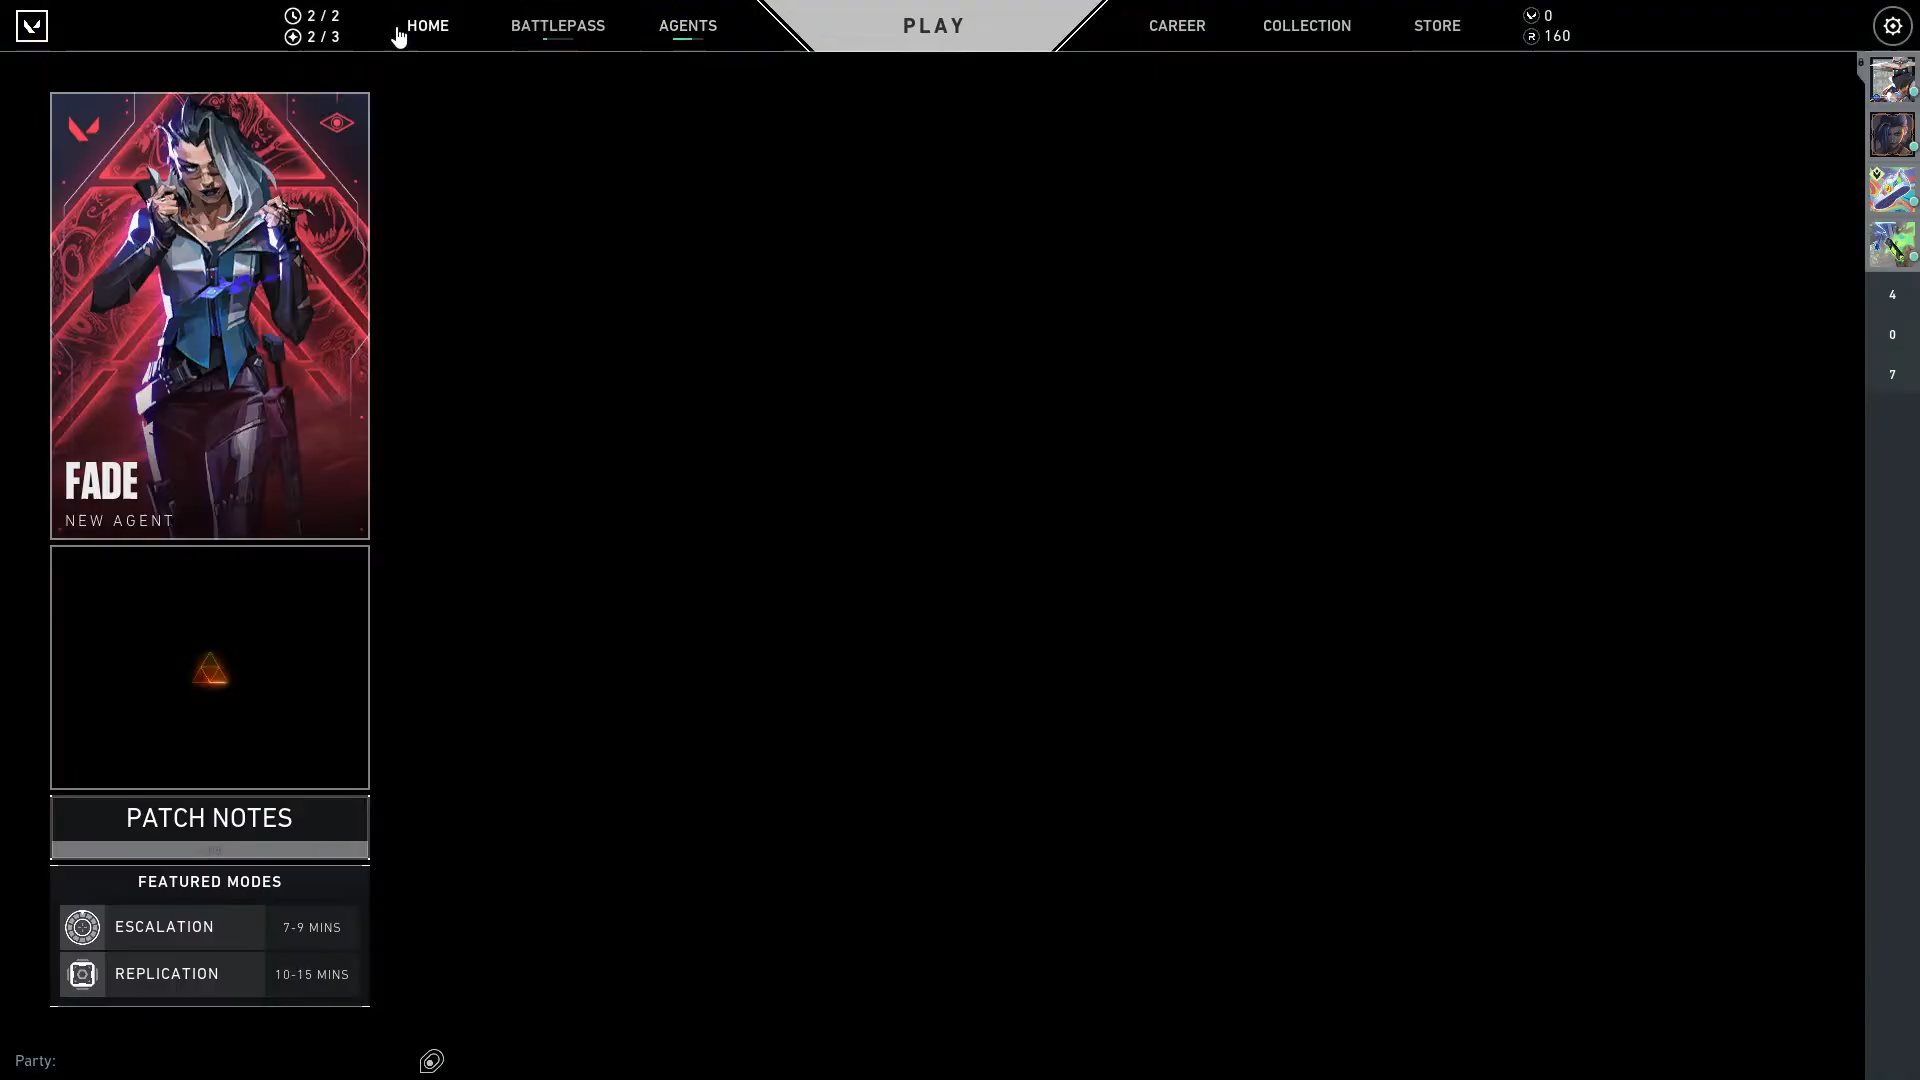 2 / 2
2 / 3
HOME
BATTLEPASS
AGENTS
PLAY
CAREER
COLLECTION
STORE
0
R 160
FADE
NEW AGENT
PATCH NOTES
FEATURED MODES
ESCALATION 7-9 MINS
REPLICATION 10-15 MINS
4
0
7
Party: